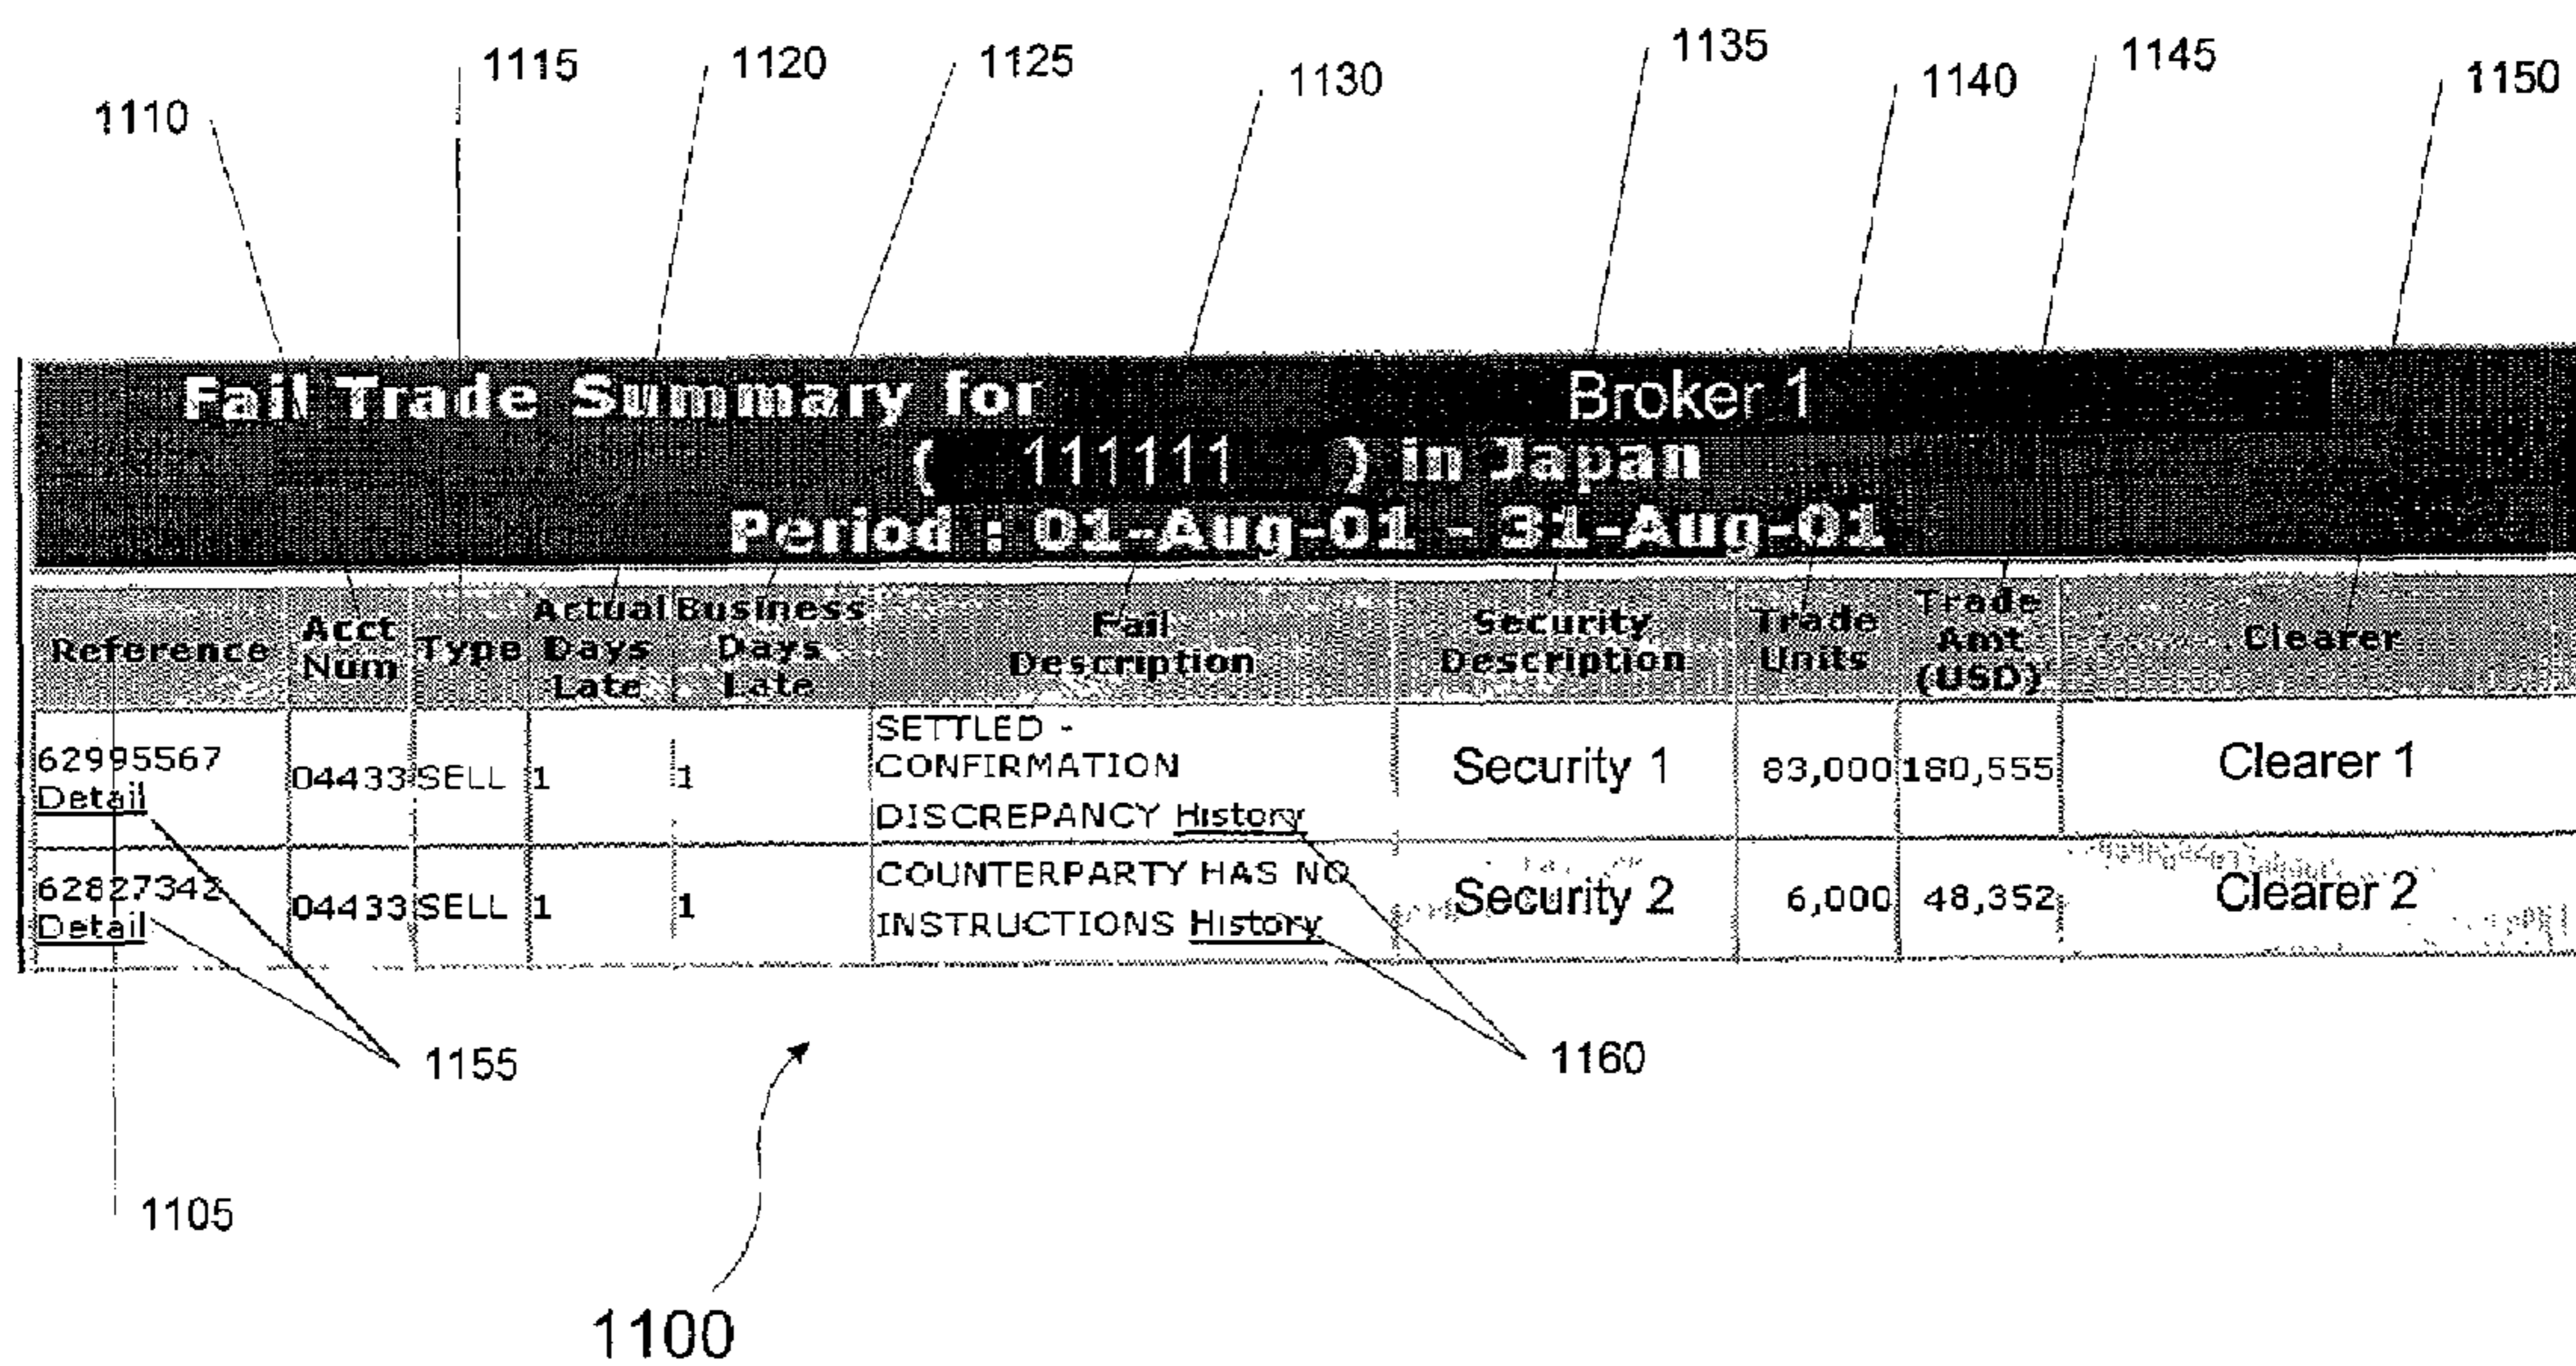 1115 1120 1125 1130 1135 1140 1145 1150
1110
Fail Trade Summary for Broker 1
( 111111 ) in Japan
Period : 01-Aug-01 - 31-Aug-01
Reference Acct Num Type Actual Days Late Business Days Late Fail Description Security Description Trade Units Trade Amt (USD) Clearer
62995567 Detail 04433 SELL 1 1 SETTLED - CONFIRMATION DISCREPANCY History Security 1 83,000 180,555 Clearer 1
62827342 Detail 04433 SELL 1 1 COUNTERPARTY HAS NO INSTRUCTIONS History Security 2 6,000 48,352 Clearer 2
1155 1160
1105
1100